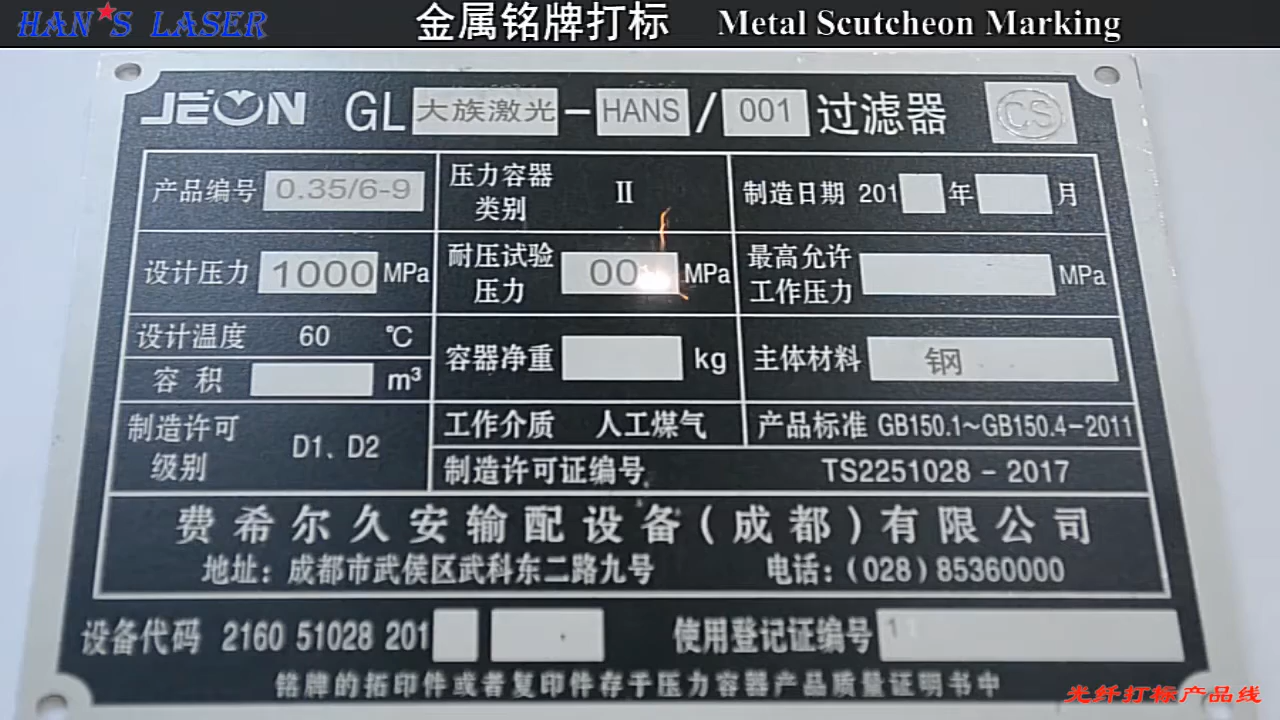 HAN'S LASER 金属铭牌打标 Metal Scutcheon Marking
JEON GL大族激光-HANS/001过滤器 CS
产品编号 0.35/6-9 压力容器类别 Ⅱ 制造日期 201 年 月
设计压力 1000 MPa 耐压试验压力 00 MPa 最高允许工作压力 MPa
设计温度 60 ℃
容器净重 kg 主体材料 钢
容积 m³
制造许可级别 D1、D2 工作介质 人工煤气 产品标准 GB150.1~GB150.4-2011
制造许可证编号 TS2251028 - 2017
费希尔久安输配设备(成都)有限公司
地址:成都市武侯区武科东二路九号 电话:(028)85360000
设备代码 2160 51028 201 使用登记证编号 1
铭牌的拓印件或者复印件存于压力容器产品质量证明书中
光纤打标产品线